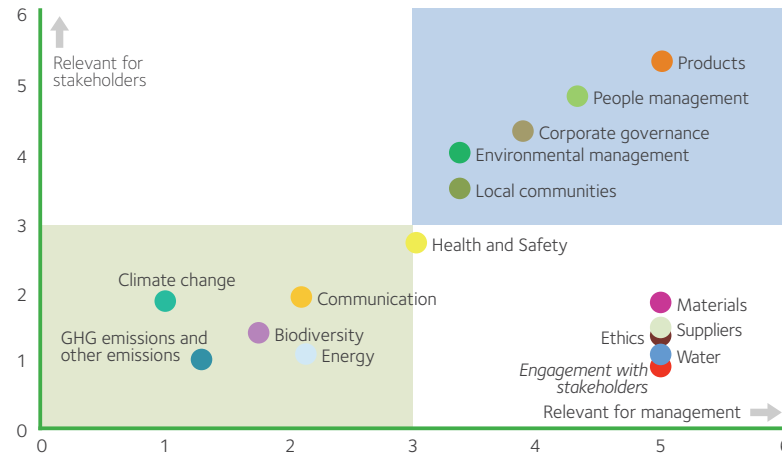 6
Relevant for
stakeholders
Products
5
People management
Corporate governance
4
Environmental management
Local communities
3
Health and Safety
Climate change
2
Communication
Materials
GHG emissions and
other emissions
Biodiversity
Suppliers
Ethics
1
Energy
Water
Engagement with
stakeholders
Relevant for management
0
0
1
2
3
4
5
6